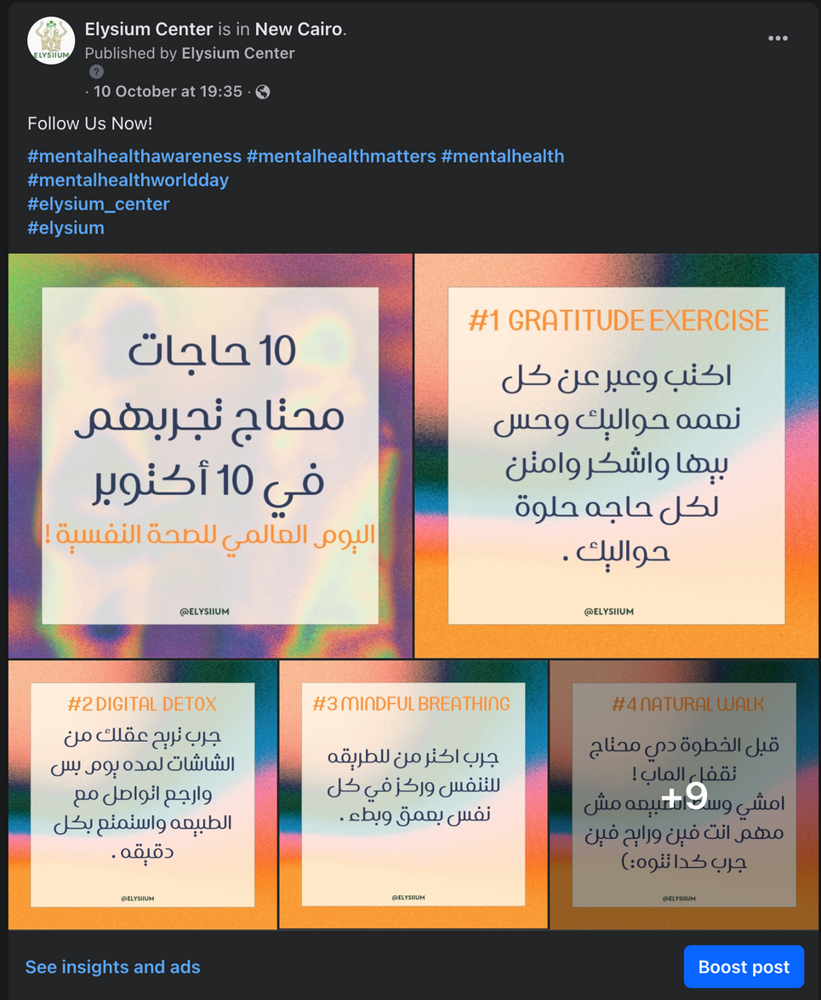 ELYSIIUM
Elysium Center is in New Cairo.
Published by Elysium Center
?
· 10 October at 19:35 ·
Follow Us Now!
#mentalhealthawareness #mentalhealthmatters #mentalhealth
#mentalhealthworldday
#elysium_center
#elysium
10 حاجات
محتاج تجربهم
في 10 أكتوبر
اليوم العالمي للصحة النفسية !
@ELYSIIUM
#1 GRATITUDE EXERCISE
اكتب وعبر عن كل
نعمه حواليك وحس
بيها واشكر وامتن
لكل حاجه حلوة
حواليك .
@ELYSIIUM
#2 DIGITAL DETOX
جرب تريح عقلك من
الشاشات لمده يوم بس
وارجع اتواصل مع
الطبيعه واستمتع بكل
دقيقه .
@ELYSIIUM
#3 MINDFUL BREATHING
جرب اكتر من للطريقه
للتنفس وركز في كل
نفس بعمق وبطء .
@ELYSIIUM
#4 NATURAL WALK
قبل الخطوة دي محتاج
تقفل الماب !
+9
امشي وسط الطبيعه مش
مهم انت فين ورايح فين
جرب كدا تتوه:)
@ELYSIIUM
See insights and ads
Boost post